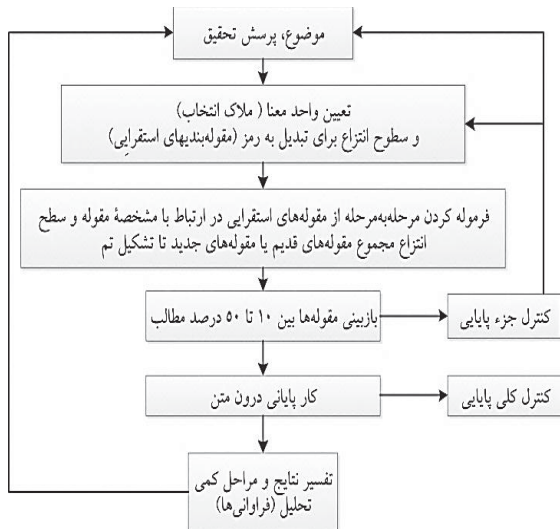 موضوع، پرسش تحقیق
تعیین واحد معنا ( ملاک انتخاب)
و سطوح انتزاع برای تبدیل به رمز (مقوله‌بندیهای استقرایِی)
فرموله کردن مرحله‌به‌مرحله از مقوله‌های استقرایی در ارتباط با مشخصهٔ مقوله و سطح
انتزاع مجموع مقوله‌های قدیم یا مقوله‌های جدید تا تشکیل تم
بازبینی مقوله‌ها بین ۱۰ تا ۵۰ درصد مطالب
کنترل جزء پایایی
کار پایانی درون متن
کنترل کلی پایایی
تفسیر نتایج و مراحل کمی
تحلیل (فراوانی‌ها)